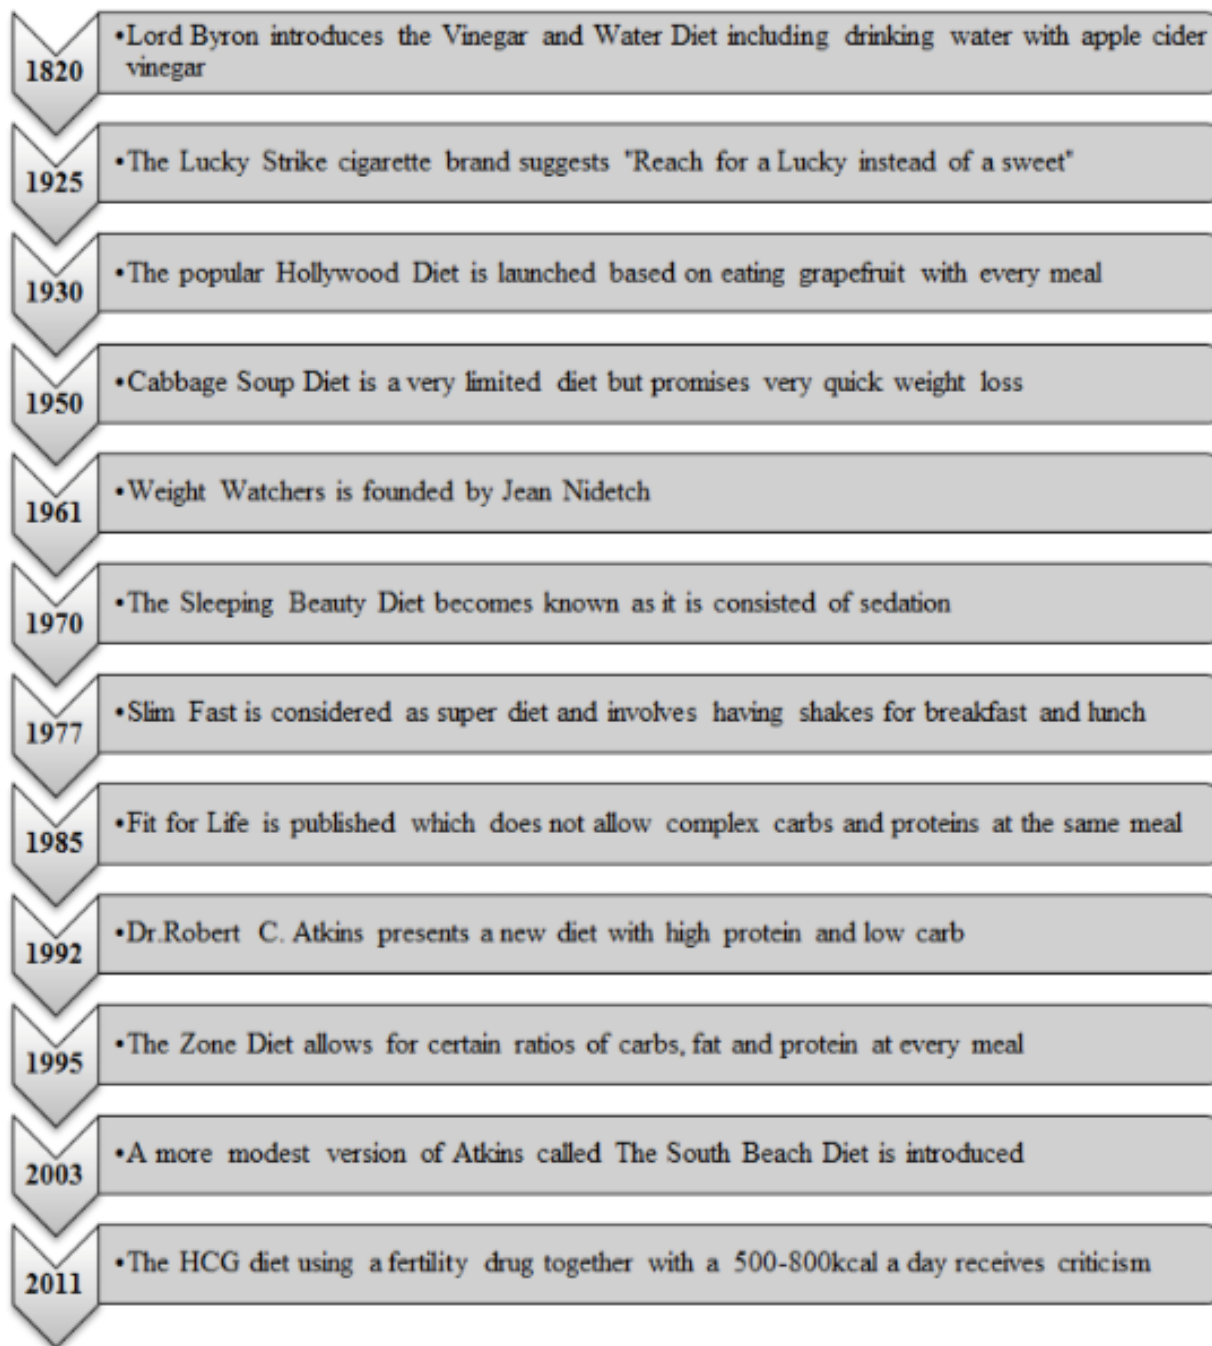 1820
•Lord Byron introduces the Vinegar and Water Diet including drinking water with apple cider
vinegar
1925
•The Lucky Strike cigarette brand suggests "Reach for a Lucky instead of a sweet"
1930
•The popular Hollywood Diet is launched based on eating grapefruit with every meal
1950
•Cabbage Soup Diet is a very limited diet but promises very quick weight loss
1961
•Weight Watchers is founded by Jean Nidetch
1970
•The Sleeping Beauty Diet becomes known as it is consisted of sedation
1977
•Slim Fast is considered as super diet and involves having shakes for breakfast and lunch
1985
•Fit for Life is published which does not allow complex carbs and proteins at the same meal
1992
•Dr.Robert C. Atkins presents a new diet with high protein and low carb
1995
•The Zone Diet allows for certain ratios of carbs, fat and protein at every meal
2003
•A more modest version of Atkins called The South Beach Diet is introduced
2011
•The HCG diet using a fertility drug together with a 500-800kcal a day receives criticism